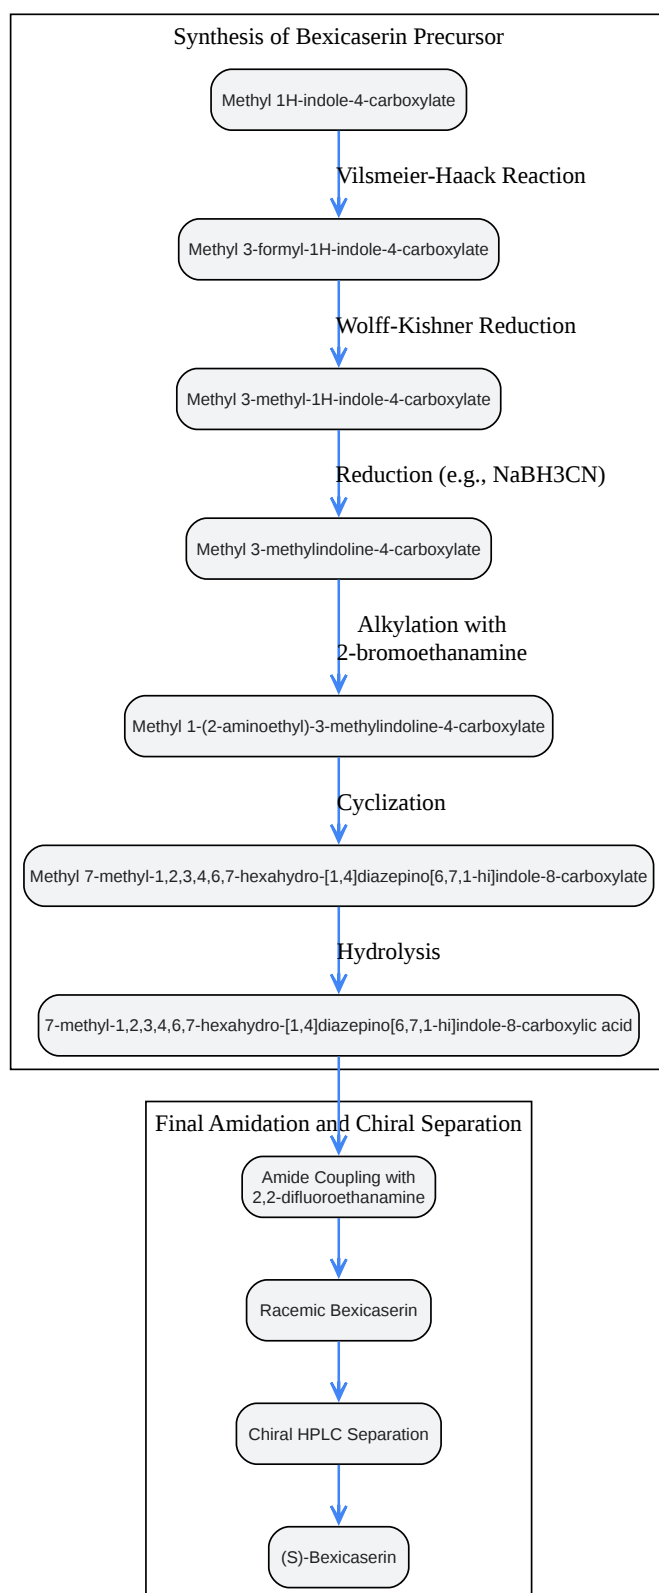 Synthesis of Bexicaserin Precursor
Methyl 1H-indole-4-carboxylate
Vilsmeier-Haack Reaction
Methyl 3-formyl-1H-indole-4-carboxylate
Wolff-Kishner Reduction
Methyl 3-methyl-1H-indole-4-carboxylate
Reduction (e.g., NaBH3CN)
Methyl 3-methylindoline-4-carboxylate
Alkylation with
2-bromoethanamine
Methyl 1-(2-aminoethyl)-3-methylindoline-4-carboxylate
Cyclization
Methyl 7-methyl-1,2,3,4,6,7-hexahydro-[1,4]diazepino[6,7,1-hi]indole-8-carboxylate
Hydrolysis
7-methyl-1,2,3,4,6,7-hexahydro-[1,4]diazepino[6,7,1-hi]indole-8-carboxylic acid
Final Amidation and Chiral Separation
Amide Coupling with
2,2-difluoroethanamine
Racemic Bexicaserin
Chiral HPLC Separation
(S)-Bexicaserin